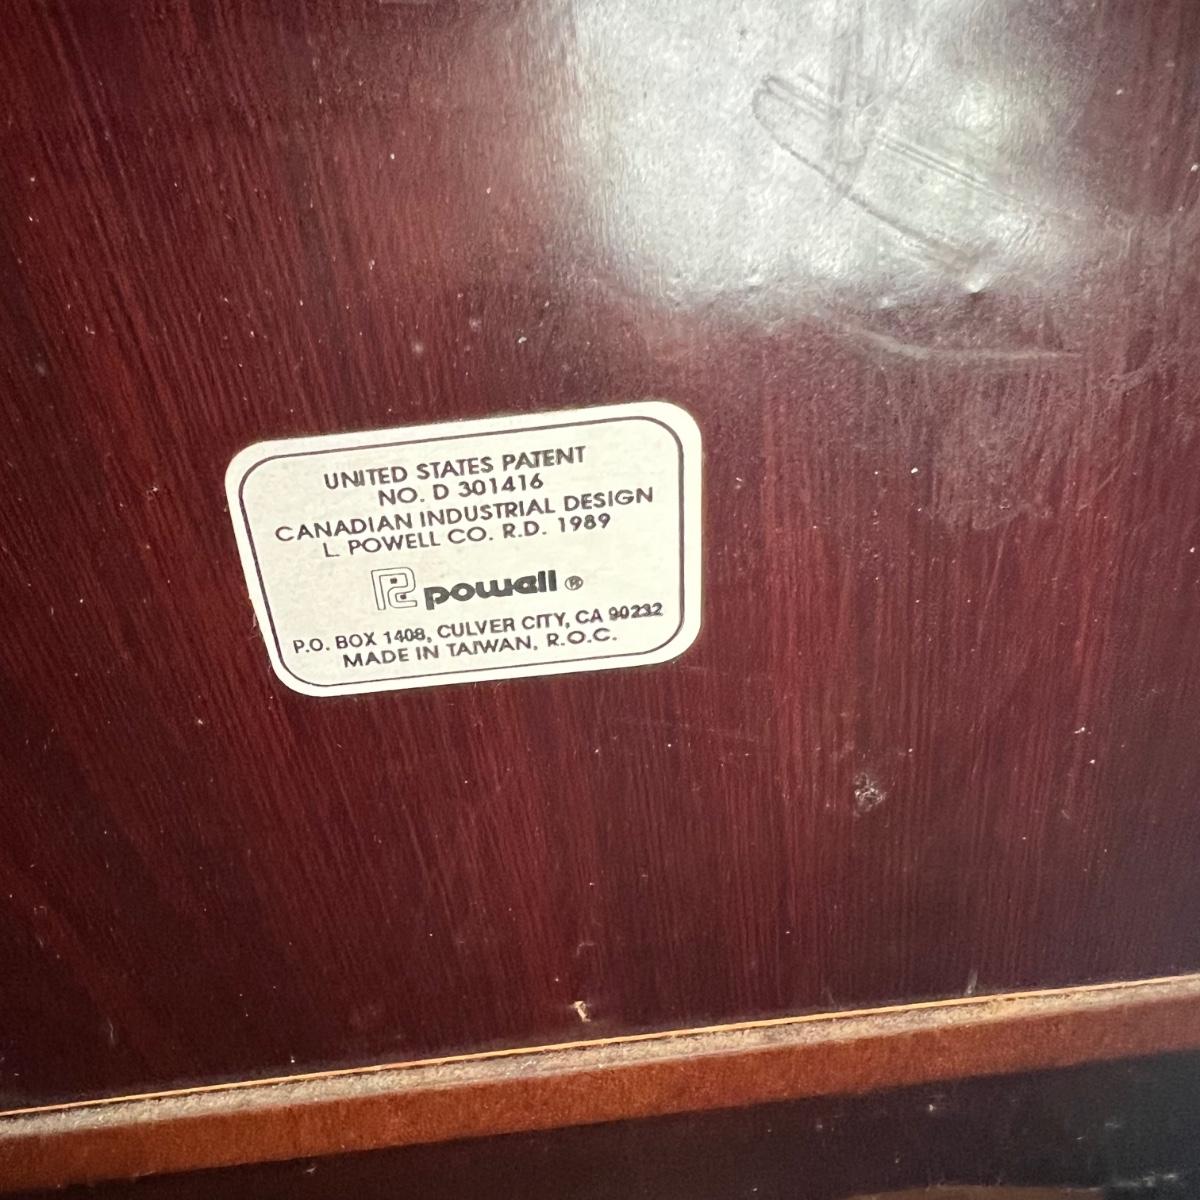 UNITED STATES PATENT
NO. D 301416
CANADIAN INDUSTRIAL DESIGN
L. POWELL CO. R.D. 1989
powell ®
P.O. BOX 1408, CULVER CITY, CA 90232
MADE IN TAIWAN, R.O.C.